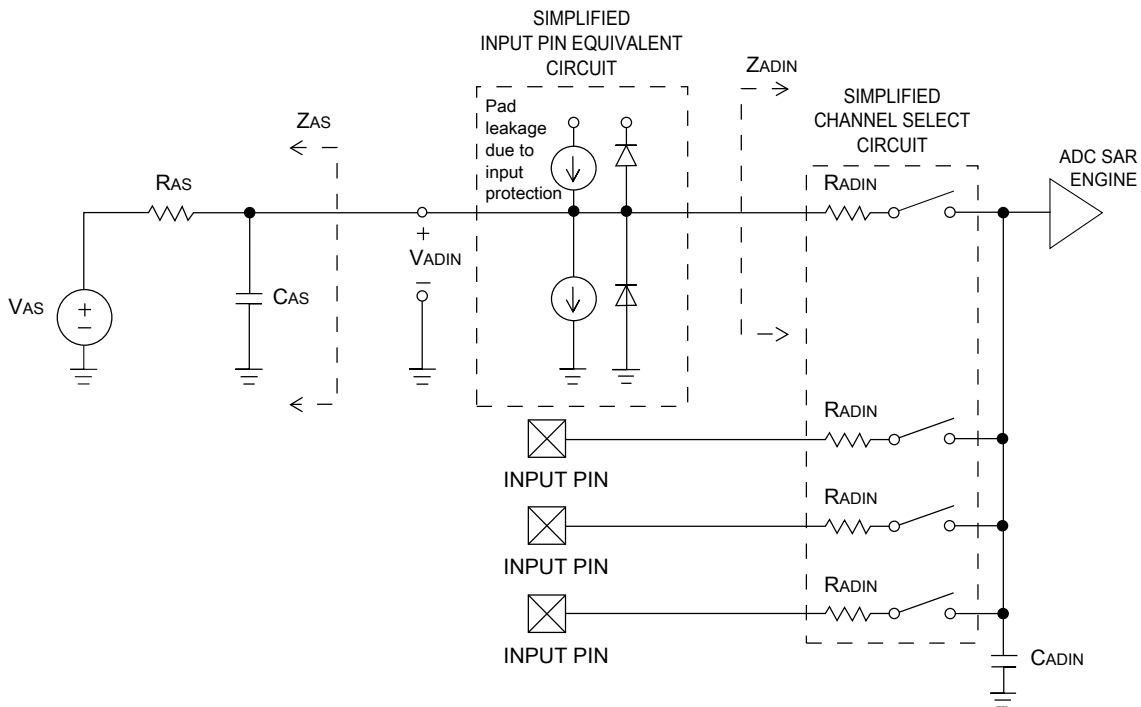 SIMPLIFIED
INPUT PIN EQUIVALENT
CIRCUIT
ZADIN
SIMPLIFIED
CHANNEL SELECT
CIRCUIT
ZAS
Pad
leakage
due to
input
protection
ADC SAR
ENGINE
RAS
RADIN
+
VADIN
–
CAS
VAS
+
–
RADIN
INPUT PIN
RADIN
INPUT PIN
RADIN
INPUT PIN
CADIN